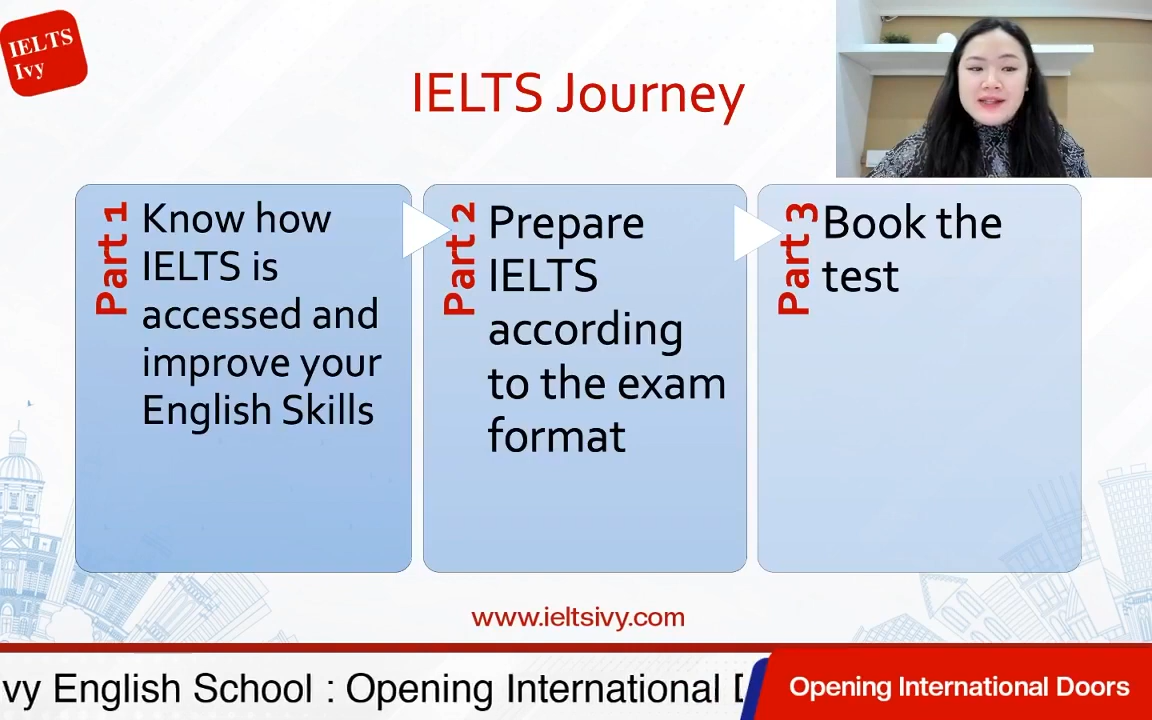 IELTS
Ivy
IELTS Journey
Part 1
Know how
IELTS is
accessed and
improve your
English Skills
Part 2
Prepare
IELTS
according
to the exam
format
Part 3
Book the
test
www.ieltsivy.com
vy English School : Opening International
Opening International Doors